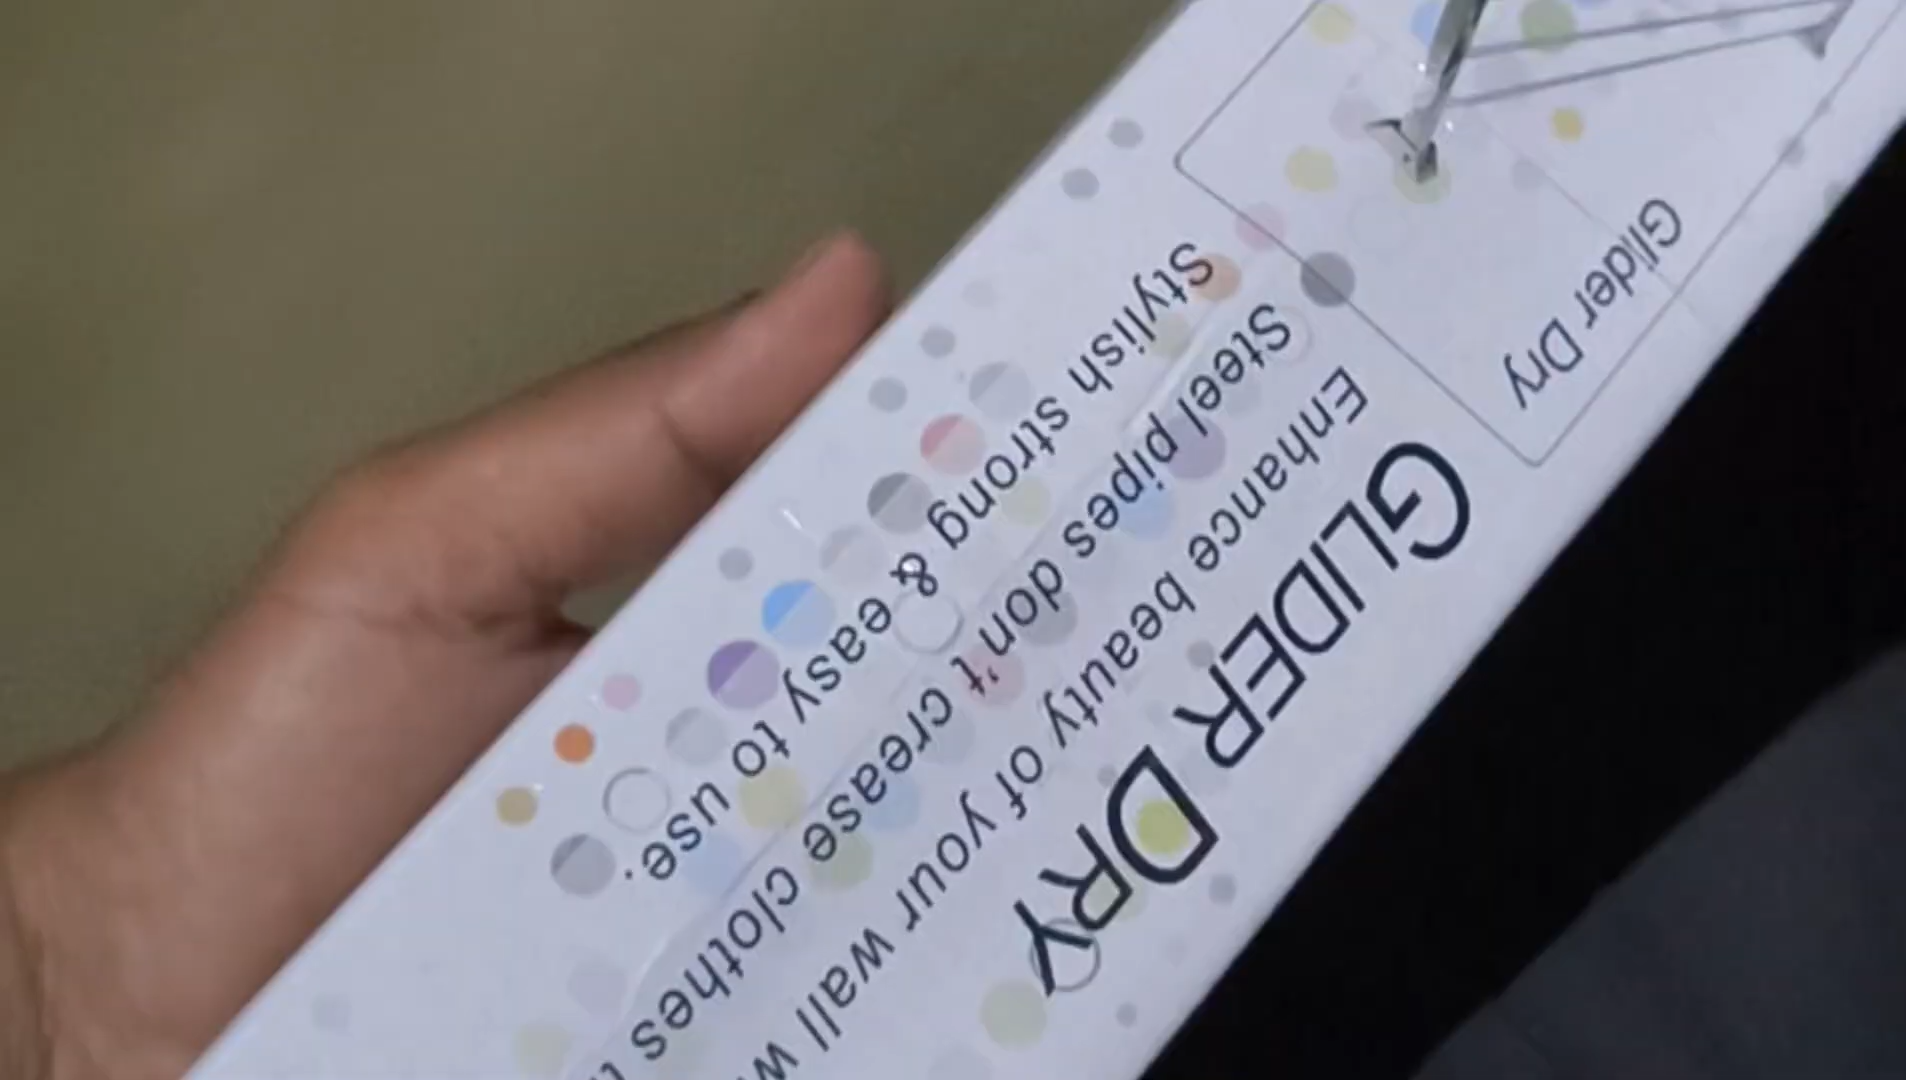 Glider Dry
GLIDER DRY
Enhance beauty of your wall
Steel pipes don't crease clothes
Stylish strong & easy to use.